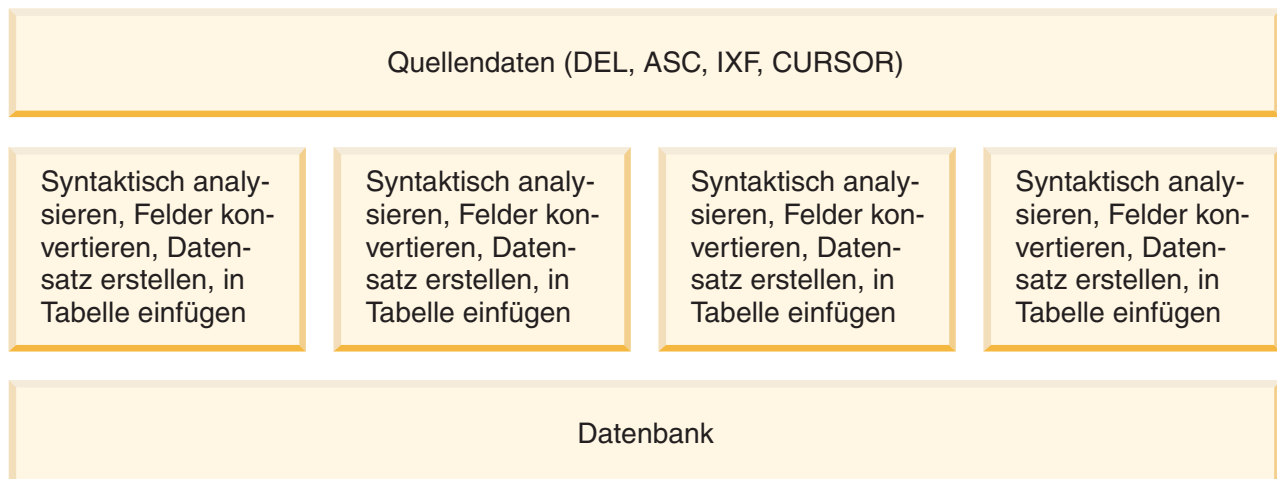 Quellendaten (DEL, ASC, IXF, CURSOR)
Syntaktisch analy-
sieren, Felder kon-
vertieren, Daten-
satz erstellen, in
Tabelle einfügen
Syntaktisch analy-
sieren, Felder kon-
vertieren, Daten-
satz erstellen, in
Tabelle einfügen
Syntaktisch analy-
sieren, Felder kon-
vertieren, Daten-
satz erstellen, in
Tabelle einfügen
Syntaktisch analy-
sieren, Felder kon-
vertieren, Daten-
satz erstellen, in
Tabelle einfügen
Datenbank